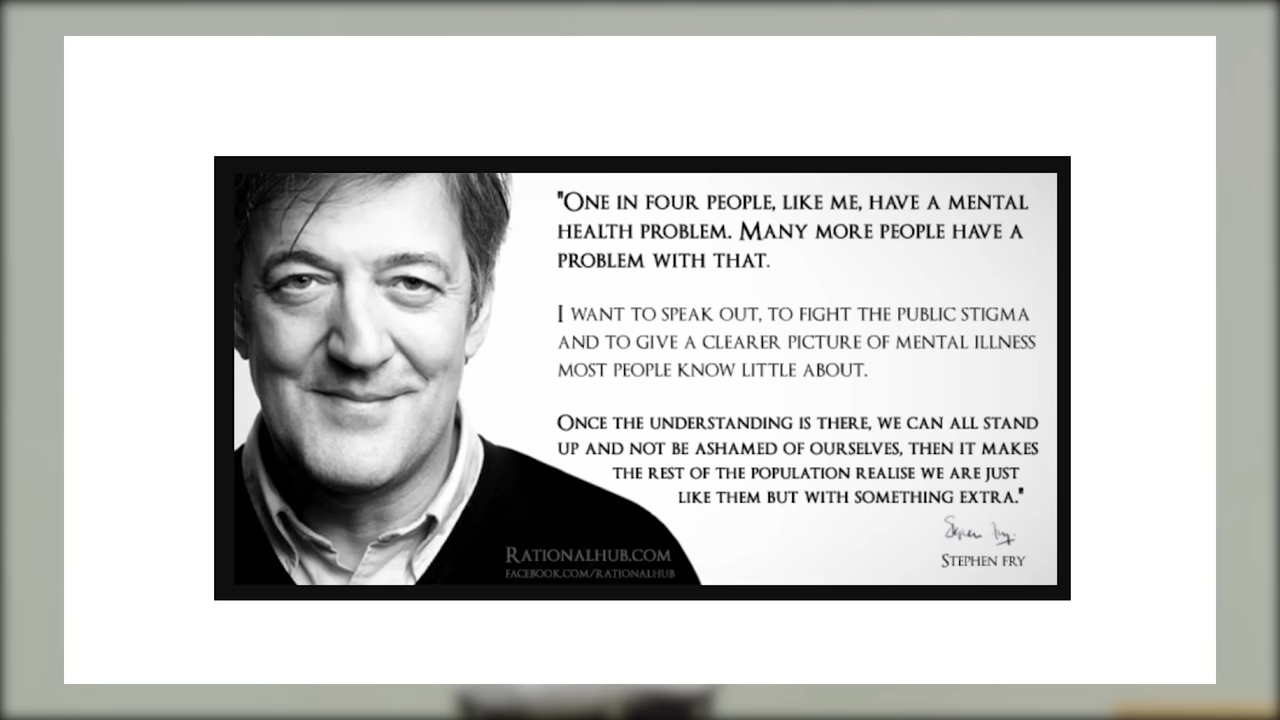 "One in four people, like me, have a mental
health problem. Many more people have a
problem with that.
I want to speak out, to fight the public stigma
and to give a clearer picture of mental illness
most people know little about.
Once the understanding is there, we can all stand
up and not be ashamed of ourselves, then it makes
the rest of the population realise we are just
like them but with something extra."
Stephen Fry
Rationalhub.com
facebook.com/rationalhub